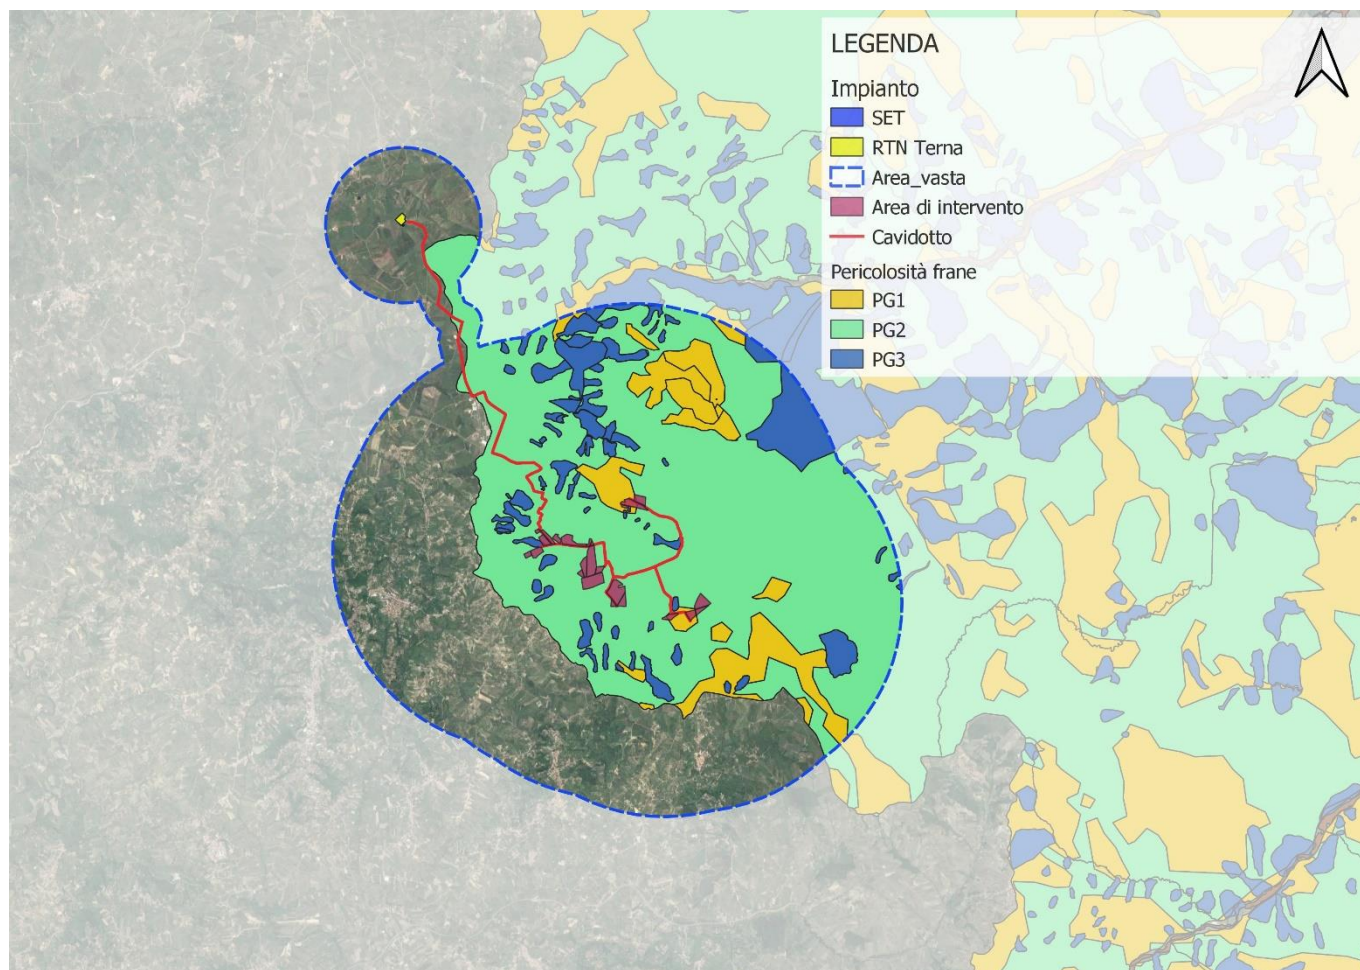 LEGENDA
Impianto
SET
RTN Terna
Area_vasta
Area di intervento
Cavidotto
Pericolosità frane
PG1
PG2
PG3